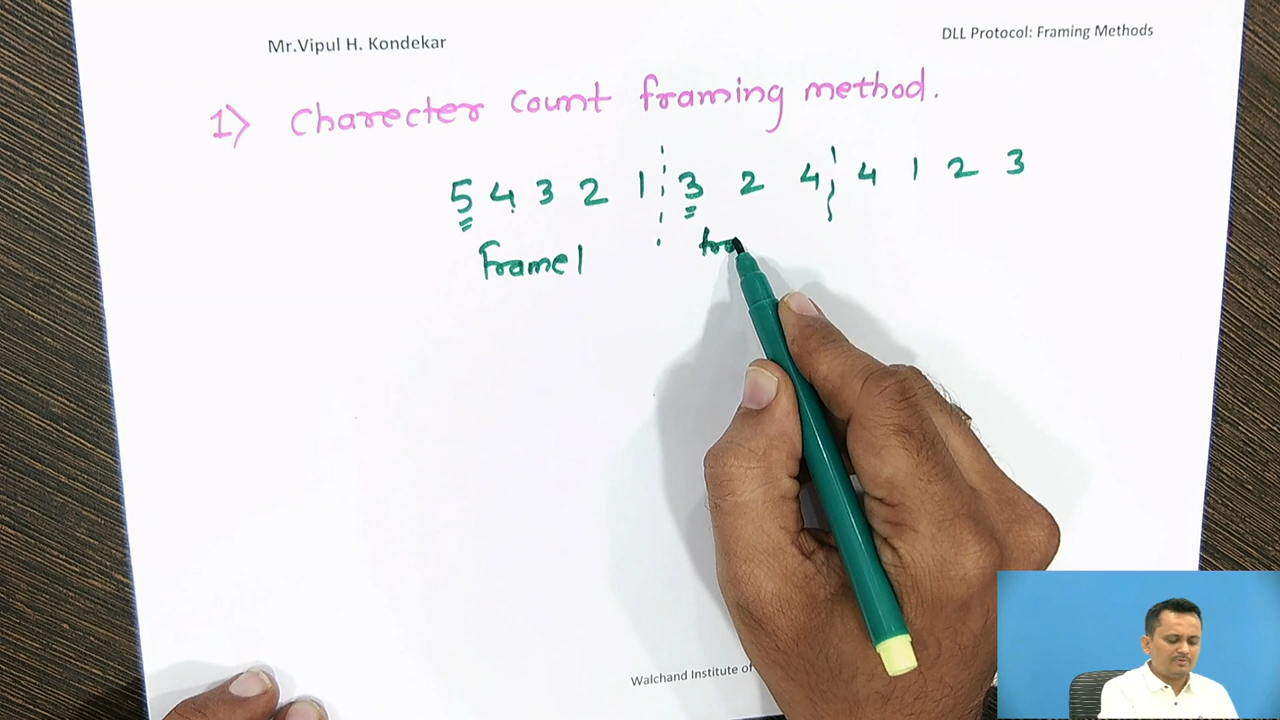 Mr.Vipul H. Kondekar
DLL Protocol: Framing Methods
1) Charecter count framing method.
5 4 3 2 1 3 2 4 4 1 2 3
Frame1
Walchand Institute of